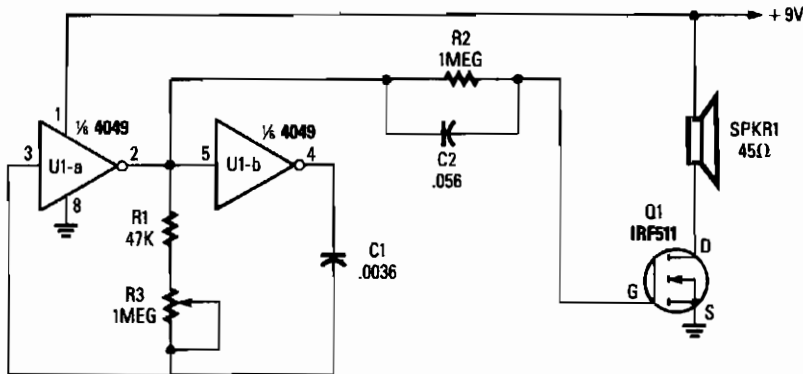 + 9V
R2
1MEG
1
⅙ 4049
⅙ 4049
3
U1-a
2
5
U1-b
4
C2
.056
SPKR1
45Ω
8
R1
47K
C1
.0036
Q1
IRF511
D
R3
1MEG
G
S